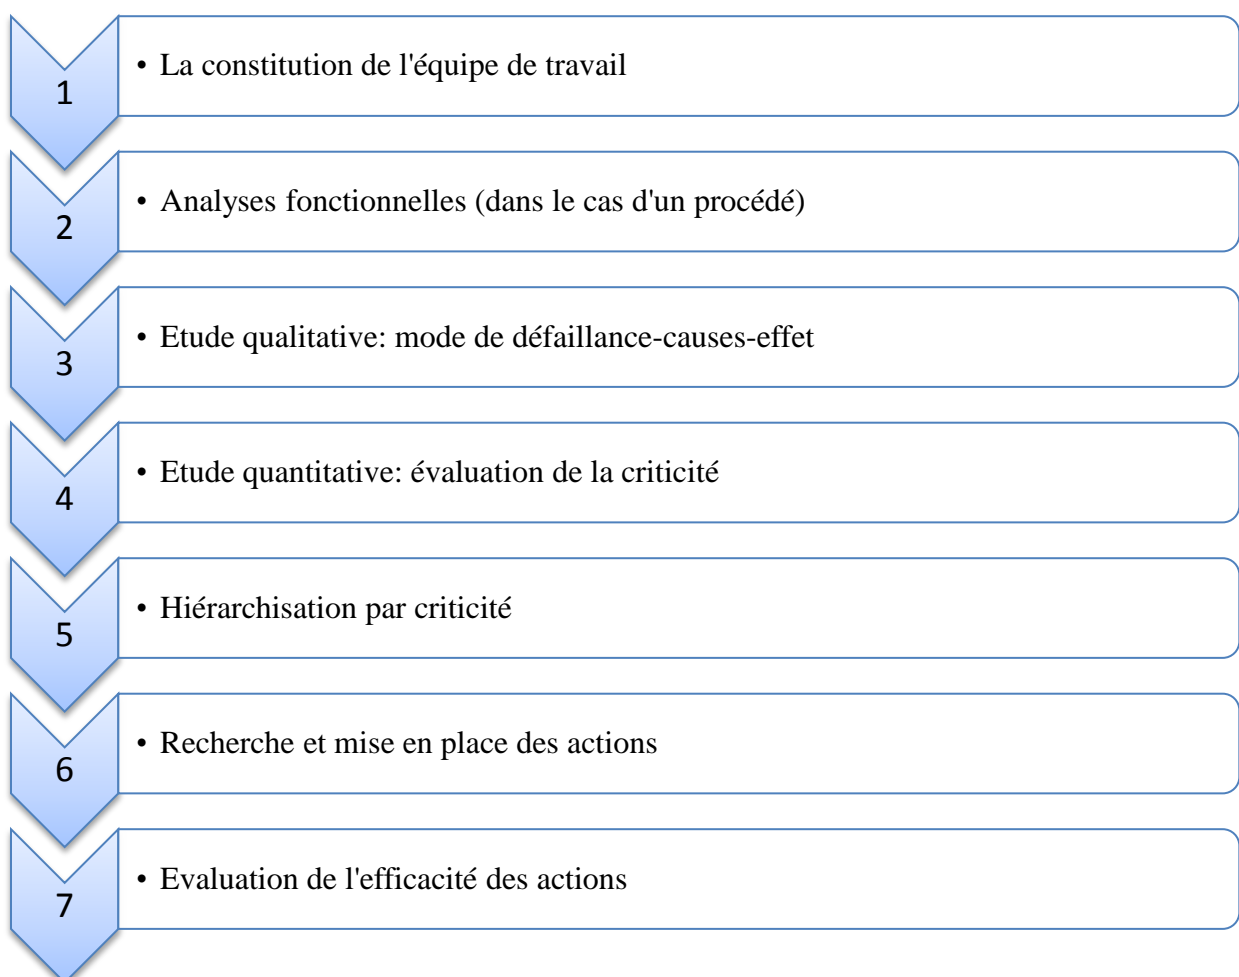 1
• La constitution de l'équipe de travail
2
• Analyses fonctionnelles (dans le cas d'un procédé)
3
• Etude qualitative: mode de défaillance-causes-effet
4
• Etude quantitative: évaluation de la criticité
5
• Hiérarchisation par criticité
6
• Recherche et mise en place des actions
7
• Evaluation de l'efficacité des actions